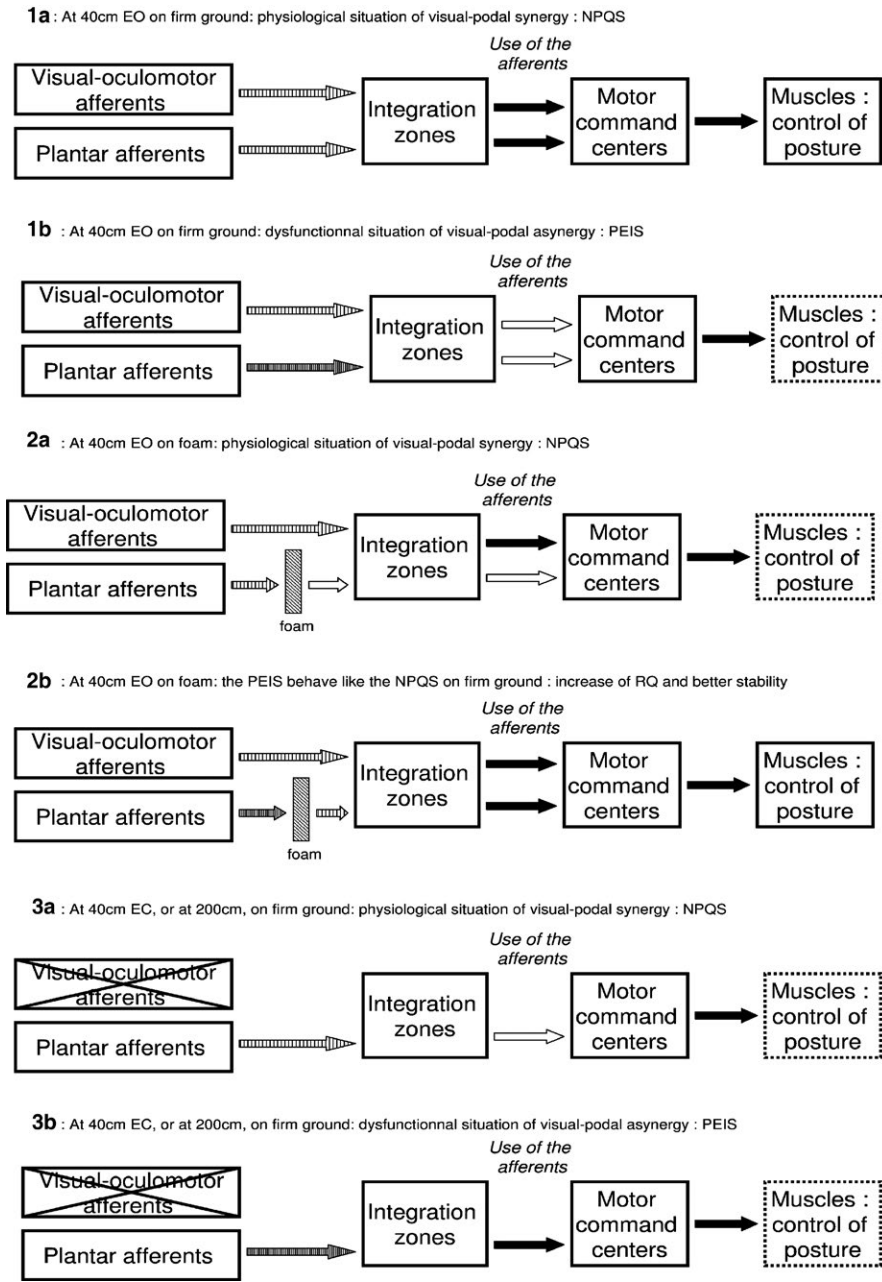 1a : At 40cm EO on firm ground: physiological situation of visual-podal synergy : NPQS
Use of the
afferents
Visual-oculomotor
afferents
Plantar afferents
Integration
zones
Motor
command
centers
Muscles :
control of
posture
1b : At 40cm EO on firm ground: dysfunctionnal situation of visual-podal asynergy : PEIS
Use of the
afferents
Visual-oculomotor
afferents
Plantar afferents
Integration
zones
Motor
command
centers
Muscles :
control of
posture
2a : At 40cm EO on foam: physiological situation of visual-podal synergy : NPQS
Use of the
afferents
Visual-oculomotor
afferents
Plantar afferents
foam
Integration
zones
Motor
command
centers
Muscles :
control of
posture
2b : At 40cm EO on foam: the PEIS behave like the NPQS on firm ground : increase of RQ and better stability
Use of the
afferents
Visual-oculomotor
afferents
Plantar afferents
foam
Integration
zones
Motor
command
centers
Muscles :
control of
posture
3a : At 40cm EC, or at 200cm, on firm ground: physiological situation of visual-podal synergy : NPQS
Use of the
afferents
Visual-oculomotor
afferents
Plantar afferents
Integration
zones
Motor
command
centers
Muscles :
control of
posture
3b : At 40cm EC, or at 200cm, on firm ground: dysfunctionnal situation of visual-podal asynergy : PEIS
Use of the
afferents
Visual-oculomotor
afferents
Plantar afferents
Integration
zones
Motor
command
centers
Muscles :
control of
posture